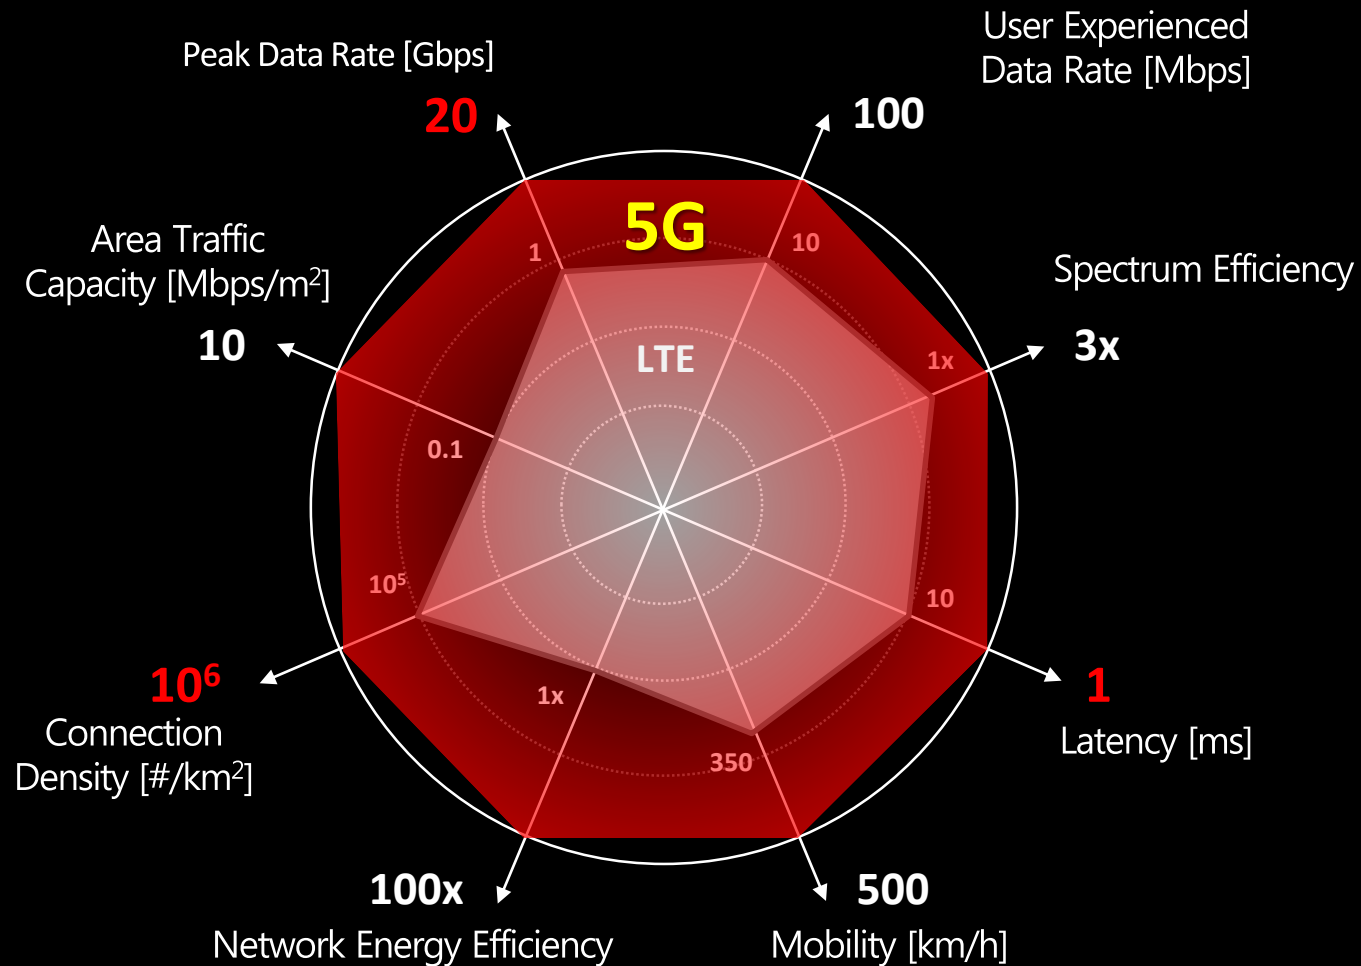 User Experienced
Peak Data Rate [Gbps]
Data Rate [Mbps]
20
100
5G
Area Traffic
1
10
Capacity [Mbps/m²]
Spectrum Efficiency
10
LTE
1x
3x
0.1
10⁵
10
10⁶
1x
1
Connection
Latency [ms]
Density [#/km²]
350
100x
500
Network Energy Efficiency
Mobility [km/h]